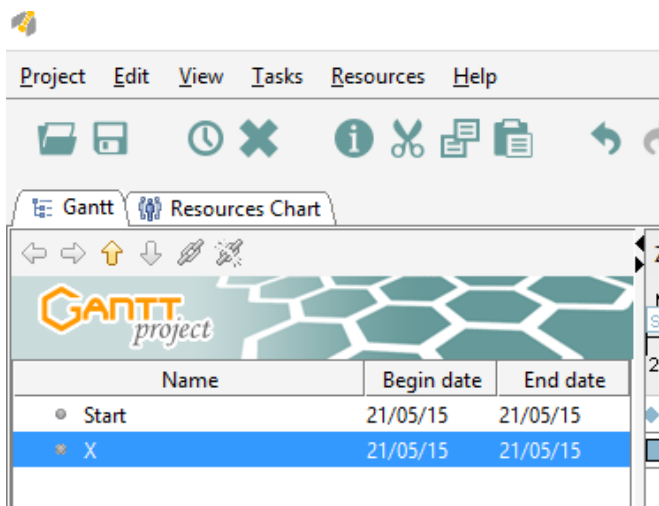 Project Edit View Tasks Resources Help
Gantt Resources Chart
GANTT
project
Name Begin date End date
Start 21/05/15 21/05/15
X 21/05/15 21/05/15